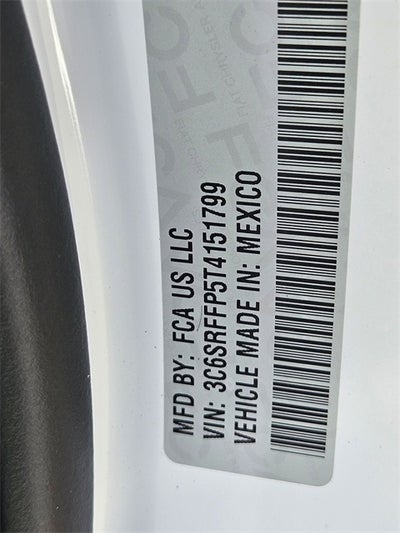 MFD BY: FCA US LLC
VIN: 3C6SRFFP5T4151799
VEHICLE MADE IN: MEXICO